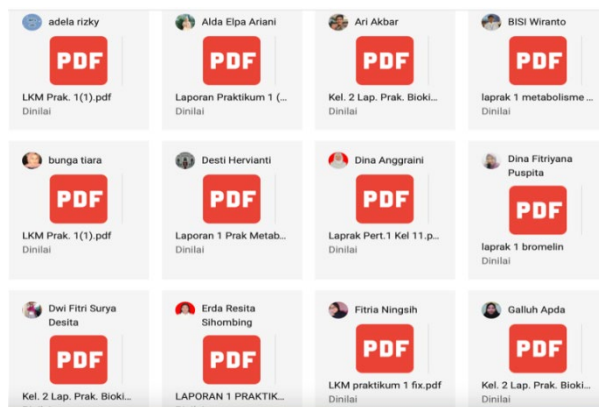 adela rizky
PDF
LKM Prak. 1(1).pdf
Dinilai
Alda Elpa Ariani
PDF
Laporan Praktikum 1 (...
Dinilai
Ari Akbar
PDF
Kel. 2 Lap. Prak. Bioki...
Dinilai
BISI Wiranto
PDF
laprak 1 metabolisme ...
Dinilai
bunga tiara
PDF
LKM Prak. 1(1).pdf
Dinilai
Desti Hervianti
PDF
Laporan 1 Prak Metab...
Dinilai
Dina Anggraini
PDF
Laprak Pert.1 Kel 11.p...
Dinilai
Dina Fitriyana
Puspita
PDF
laprak 1 bromelin
Dinilai
Dwi Fitri Surya
Desita
PDF
Kel. 2 Lap. Prak. Bioki...
Erda Resita
Sihombing
PDF
LAPORAN 1 PRAKTIK...
Fitria Ningsih
PDF
LKM praktikum 1 fix.pdf
Dinilai
Galluh Apda
PDF
Kel. 2 Lap. Prak. Bioki...
Dinilai